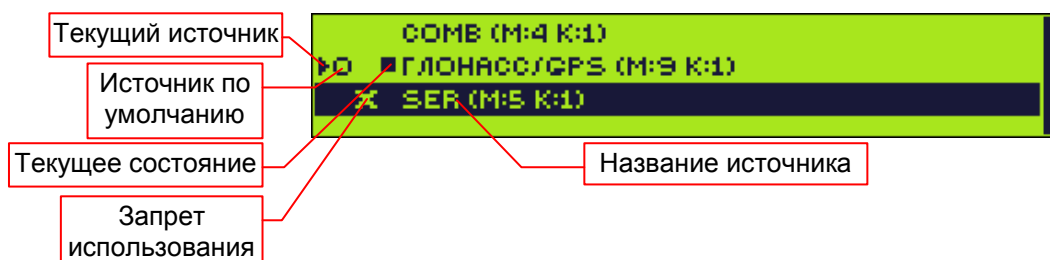 Текущий источник
COMB (M:4 K:1)
ГЛОНАСС/GPS (M:9 K:1)
Источник по
умолчанию
SER (M:5 K:1)
Текущее состояние
Название источника
Запрет
использования